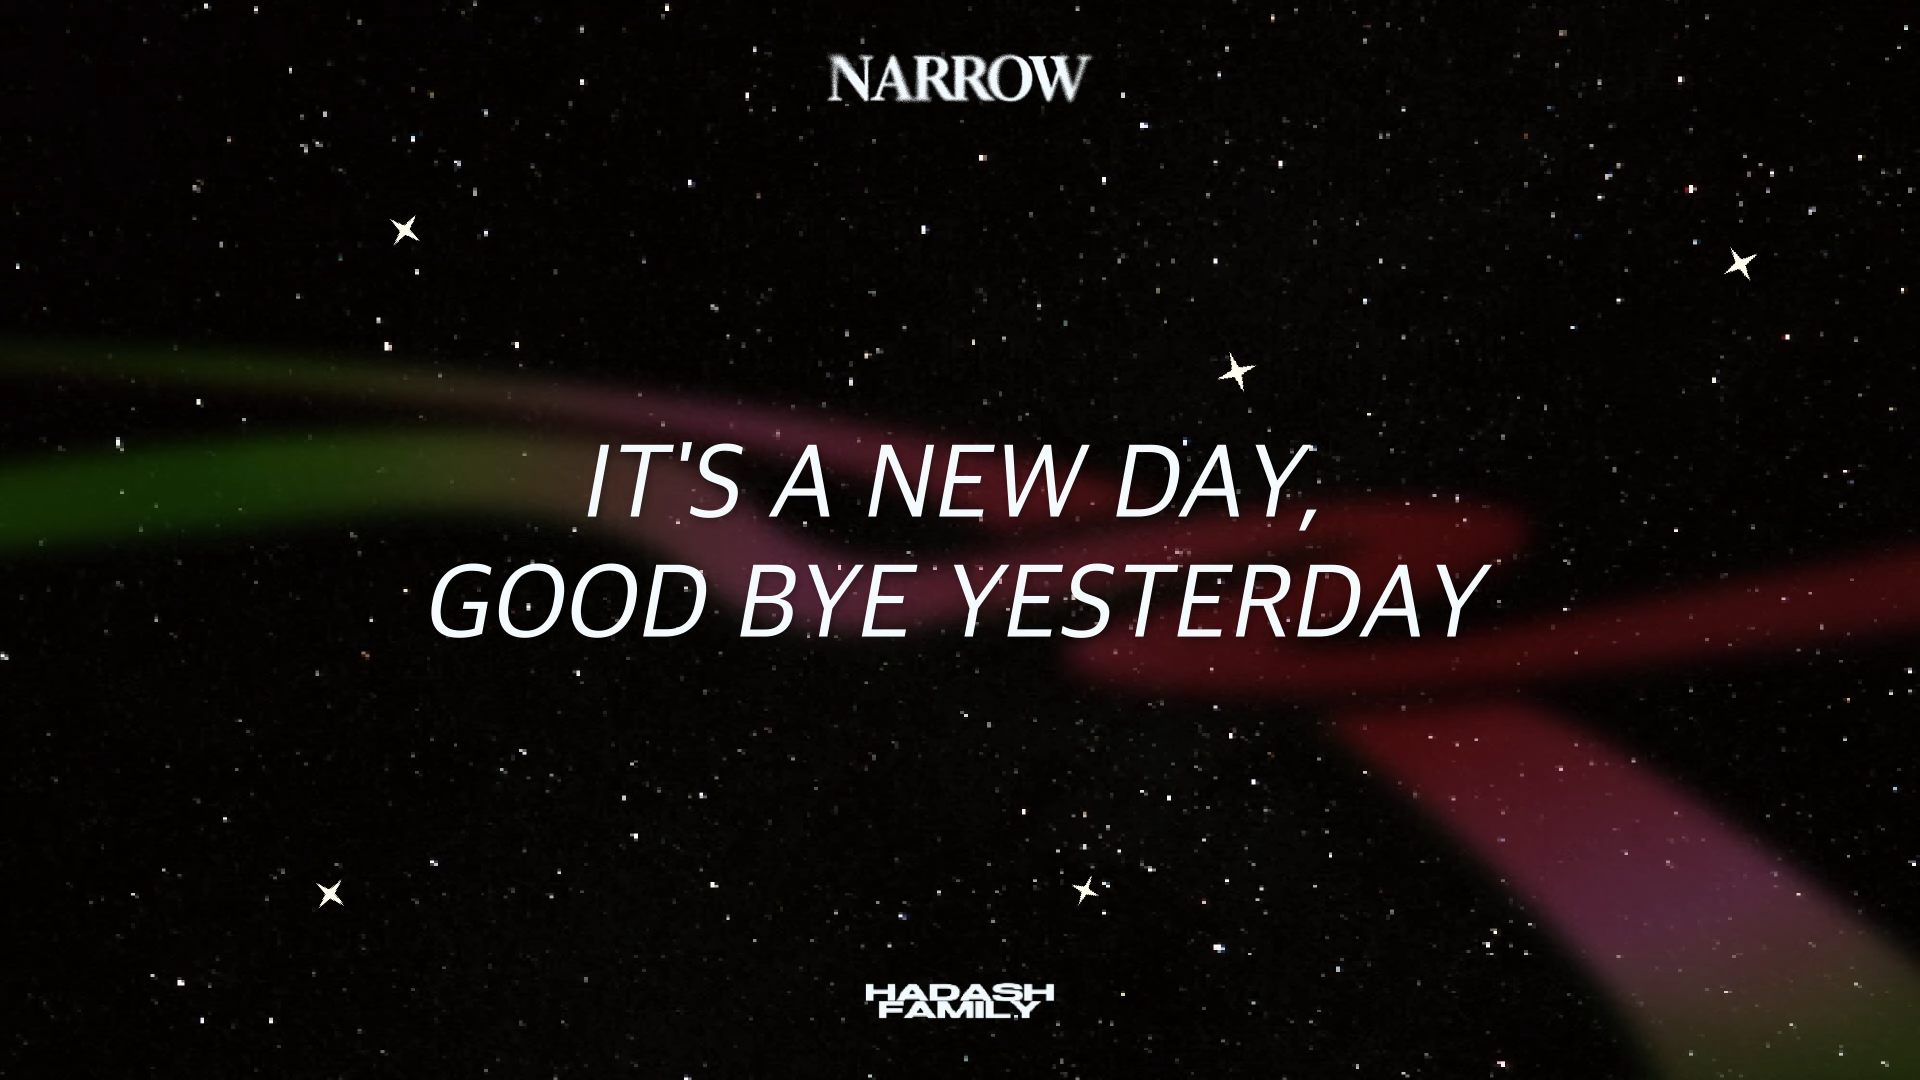 NARROW
IT'S A NEW DAY,
GOOD BYE YESTERDAY
HADASH
FAMILY